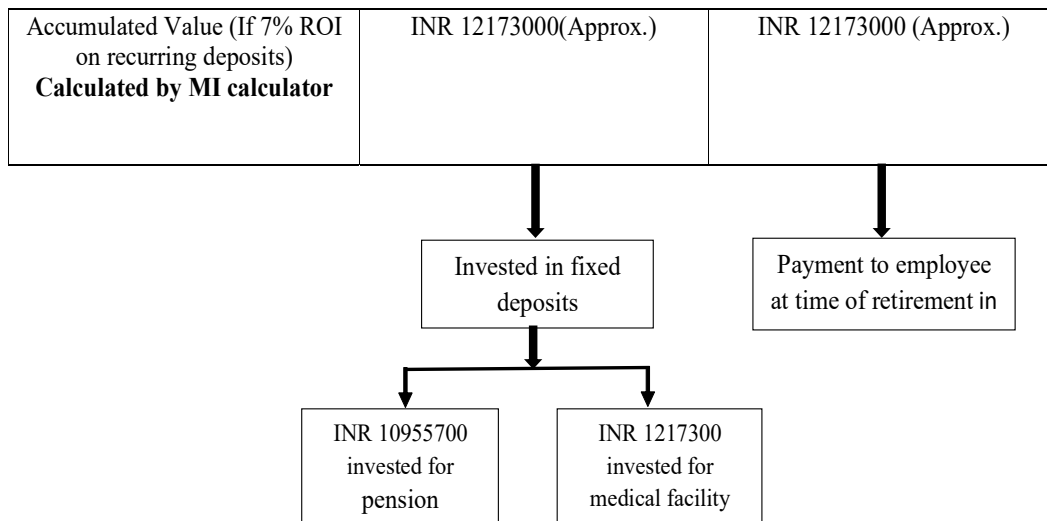 Accumulated Value (If 7% ROI
on recurring deposits)
Calculated by MI calculator
INR 12173000(Approx.)
INR 12173000 (Approx.)
Invested in fixed
deposits
Payment to employee
at time of retirement in
INR 10955700
invested for
pension
INR 1217300
invested for
medical facility